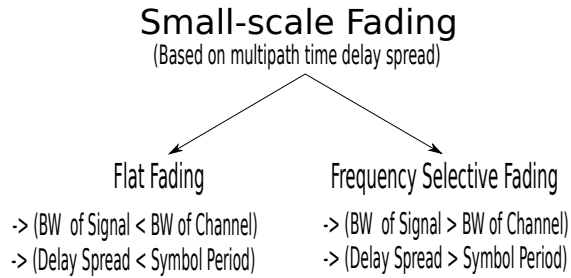 Small-scale Fading
(Based on multipath time delay spread)
Flat Fading
-> (BW of Signal < BW of Channel)
-> (Delay Spread < Symbol Period)
Frequency Selective Fading
-> (BW of Signal > BW of Channel)
-> (Delay Spread > Symbol Period)